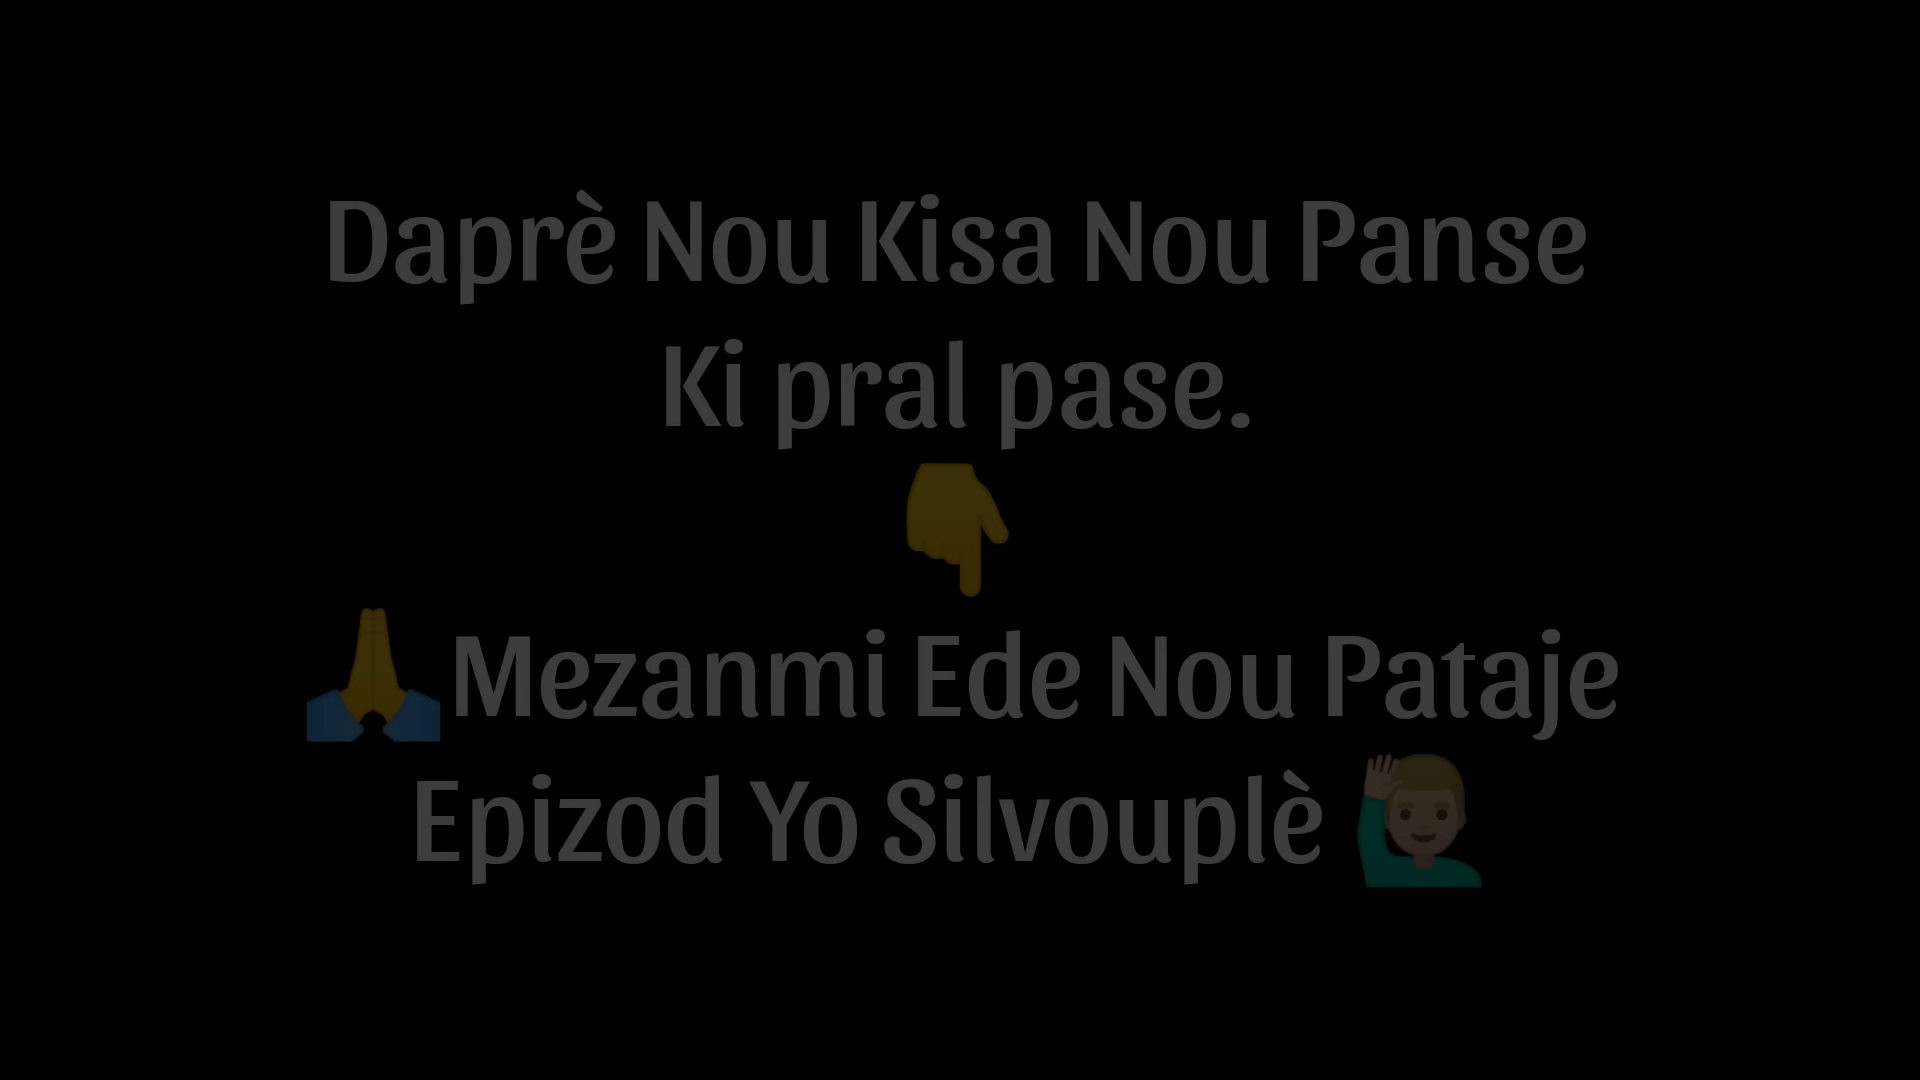 Daprè Nou Kisa Nou Panse
Ki pral pase.
👇
🙏Mezanmi Ede Nou Pataje
Epizod Yo Silvouplè 🙋🏼‍♂️